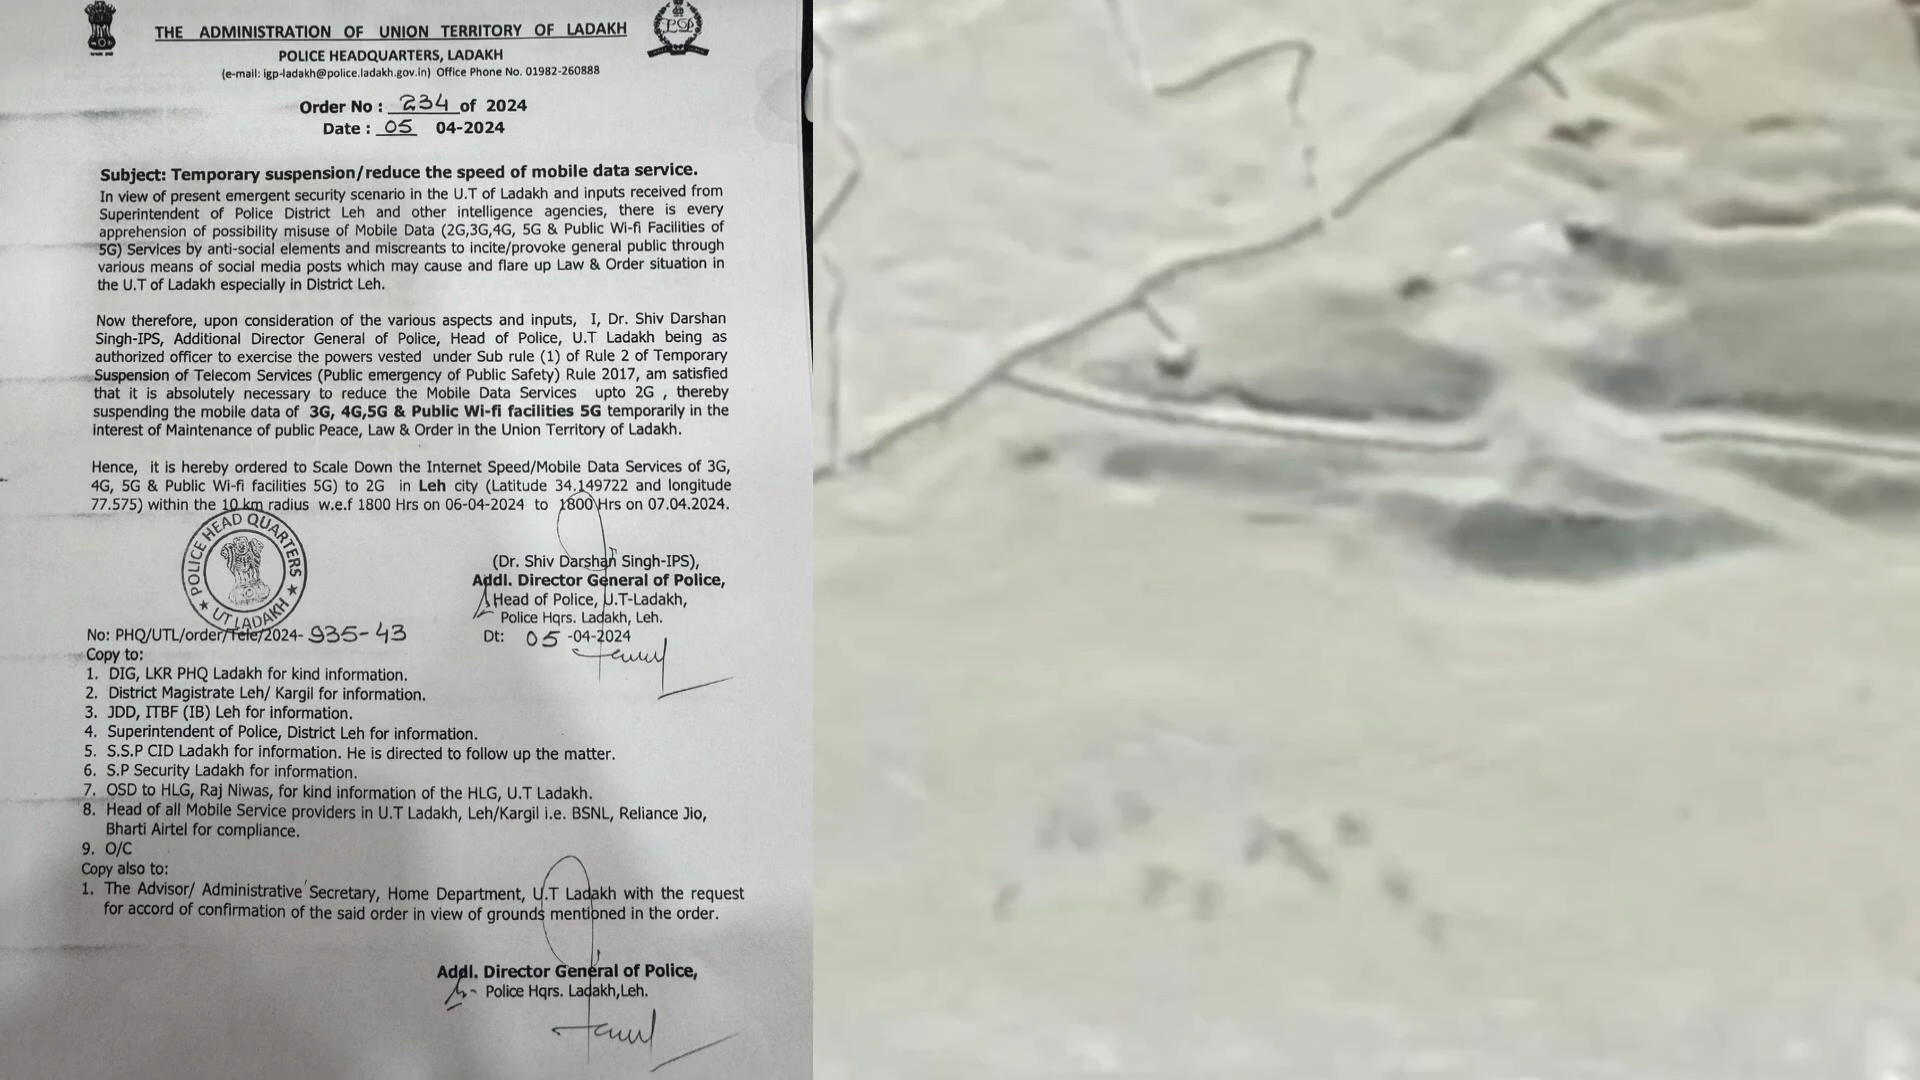 THE ADMINISTRATION OF UNION TERRITORY OF LADAKH
POLICE HEADQUARTERS, LADAKH
(e-mail: igp-ladakh@police.ladakh.gov.in) Office Phone No. 01982-260888
Order No : 234 of 2024
Date : 05 04-2024
Subject: Temporary suspension/reduce the speed of mobile data service.
In view of present emergent security scenario in the U.T of Ladakh and inputs received from
Superintendent of Police District Leh and other intelligence agencies, there is every
apprehension of possibility misuse of Mobile Data (2G,3G,4G, 5G & Public Wi-fi Facilities of
5G) Services by anti-social elements and miscreants to incite/provoke general public through
various means of social media posts which may cause and flare up Law & Order situation in
the U.T of Ladakh especially in District Leh.
Now therefore, upon consideration of the various aspects and inputs, I, Dr. Shiv Darshan
Singh-IPS, Additional Director General of Police, Head of Police, U.T Ladakh being as
authorized officer to exercise the powers vested under Sub rule (1) of Rule 2 of Temporary
Suspension of Telecom Services (Public emergency of Public Safety) Rule 2017, am satisfied
that it is absolutely necessary to reduce the Mobile Data Services upto 2G , thereby
suspending the mobile data of 3G, 4G,5G & Public Wi-fi facilities 5G temporarily in the
interest of Maintenance of public Peace, Law & Order in the Union Territory of Ladakh.
Hence, it is hereby ordered to Scale Down the Internet Speed/Mobile Data Services of 3G,
4G, 5G & Public Wi-fi facilities 5G) to 2G in Leh city (Latitude 34.149722 and longitude
77.575) within the 10 km radius w.e.f 1800 Hrs on 06-04-2024 to 1800 Hrs on 07.04.2024.
POLICE HEAD QUARTERS
UT LADAKH
(Dr. Shiv Darshan Singh-IPS),
Addl. Director General of Police,
Head of Police, U.T-Ladakh,
Police Hqrs. Ladakh, Leh.
No: PHQ/UTL/order/Tele/2024- 935-43
Dt: 05 -04-2024
Copy to:
1. DIG, LKR PHQ Ladakh for kind information.
2. District Magistrate Leh/ Kargil for information.
3. JDD, ITBF (IB) Leh for information.
4. Superintendent of Police, District Leh for information.
5. S.S.P CID Ladakh for information. He is directed to follow up the matter.
6. S.P Security Ladakh for information.
7. OSD to HLG, Raj Niwas, for kind information of the HLG, U.T Ladakh.
8. Head of all Mobile Service providers in U.T Ladakh, Leh/Kargil i.e. BSNL, Reliance Jio,
Bharti Airtel for compliance.
9. O/C
Copy also to:
1. The Advisor/ Administrative Secretary, Home Department, U.T Ladakh with the request
for accord of confirmation of the said order in view of grounds mentioned in the order.
Addl. Director General of Police,
Police Hqrs. Ladakh,Leh.